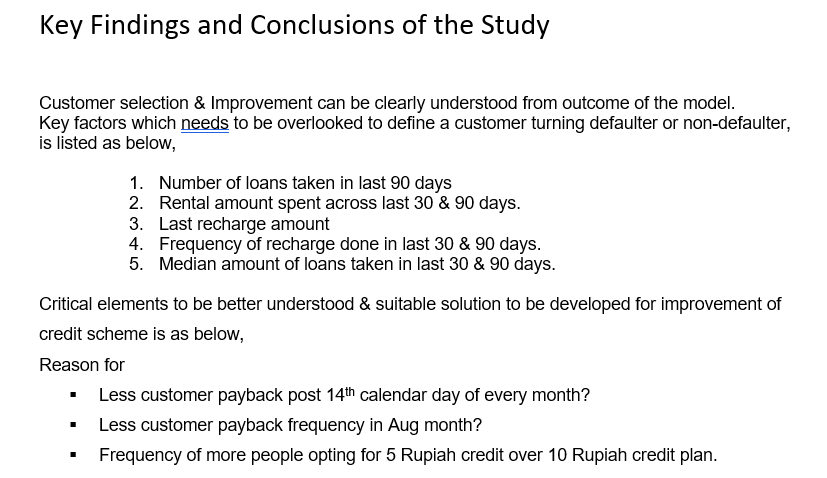 Key Findings and Conclusions of the Study
Customer selection & Improvement can be clearly understood from outcome of the model.
Key factors which needs to be overlooked to define a customer turning defaulter or non-defaulter,
is listed as below,
1. Number of loans taken in last 90 days
2. Rental amount spent across last 30 & 90 days.
3. Last recharge amount
4. Frequency of recharge done in last 30 & 90 days.
5. Median amount of loans taken in last 30 & 90 days.
Critical elements to be better understood & suitable solution to be developed for improvement of
credit scheme is as below,
Reason for
▪ Less customer payback post 14th calendar day of every month?
▪ Less customer payback frequency in Aug month?
▪ Frequency of more people opting for 5 Rupiah credit over 10 Rupiah credit plan.